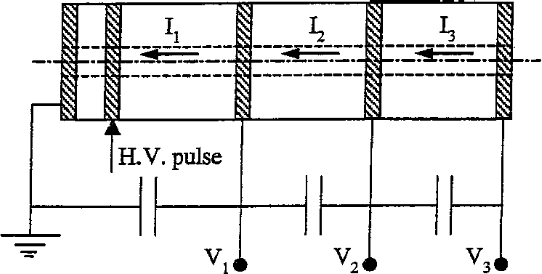 I1 I2 I3
H.V. pulse
V1 V2 V3